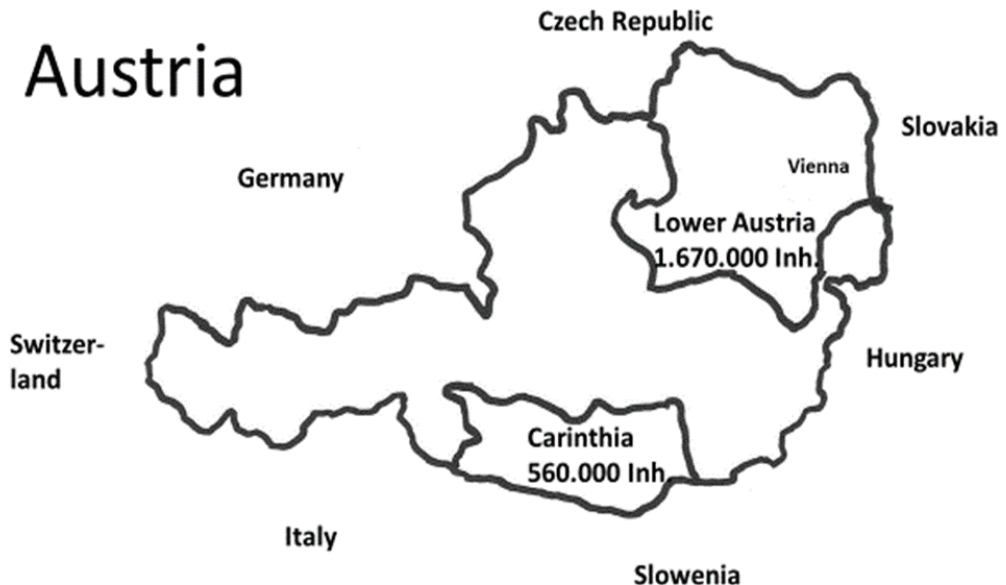 Czech Republic
Austria
Slovakia
Germany
Vienna
Lower Austria
1.670.000 Inh.
Switzer-
land
Hungary
Carinthia
560.000 Inh.
Italy
Slowenia